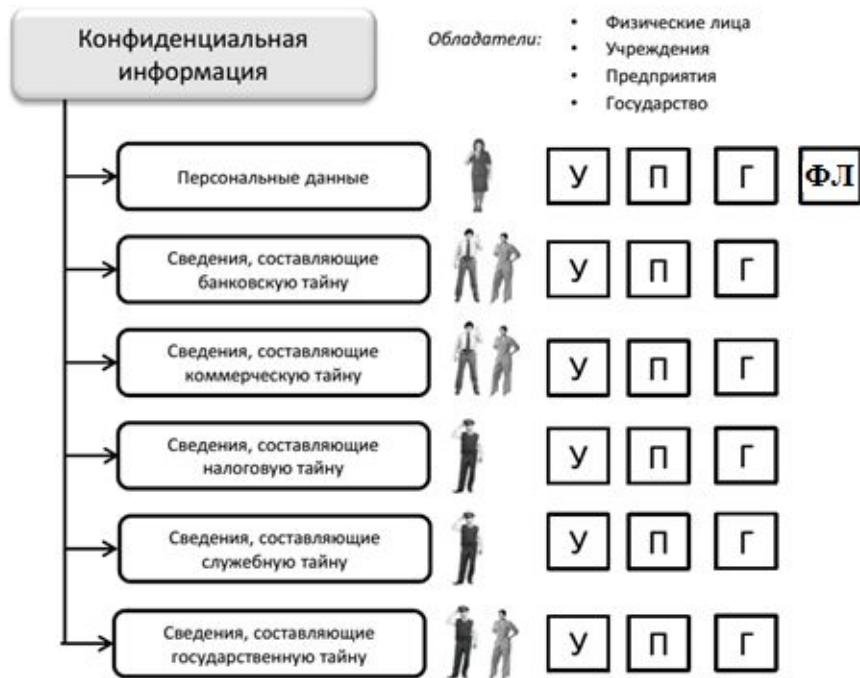 Конфиденциальная
информация
Обладатели:
• Физические лица
• Учреждения
• Предприятия
• Государство
Персональные данные
У П Г ФЛ
Сведения, составляющие
банковскую тайну
У П Г
Сведения, составляющие
коммерческую тайну
У П Г
Сведения, составляющие
налоговую тайну
У П Г
Сведения, составляющие
служебную тайну
У П Г
Сведения, составляющие
государственную тайну
У П Г